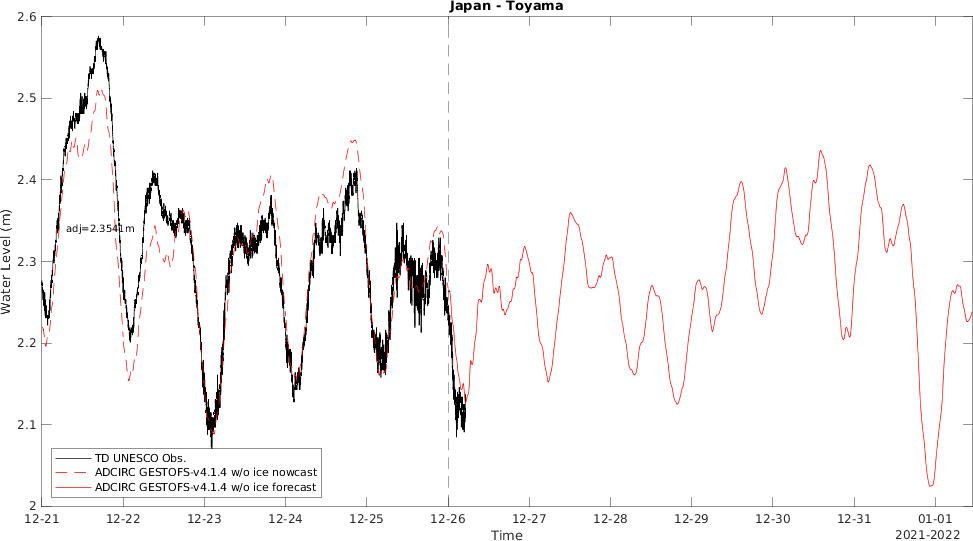 Japan - Toyama
2.6
2.5
2.4
2.3
2.2
2.1
2
Water Level (m)
adj=2.3541m
TD UNESCO Obs.
ADCIRC GESTOFS-v4.1.4 w/o ice nowcast
ADCIRC GESTOFS-v4.1.4 w/o ice forecast
12-21 12-22 12-23 12-24 12-25 12-26 12-27 12-28 12-29 12-30 12-31 01-01
Time
2021-2022